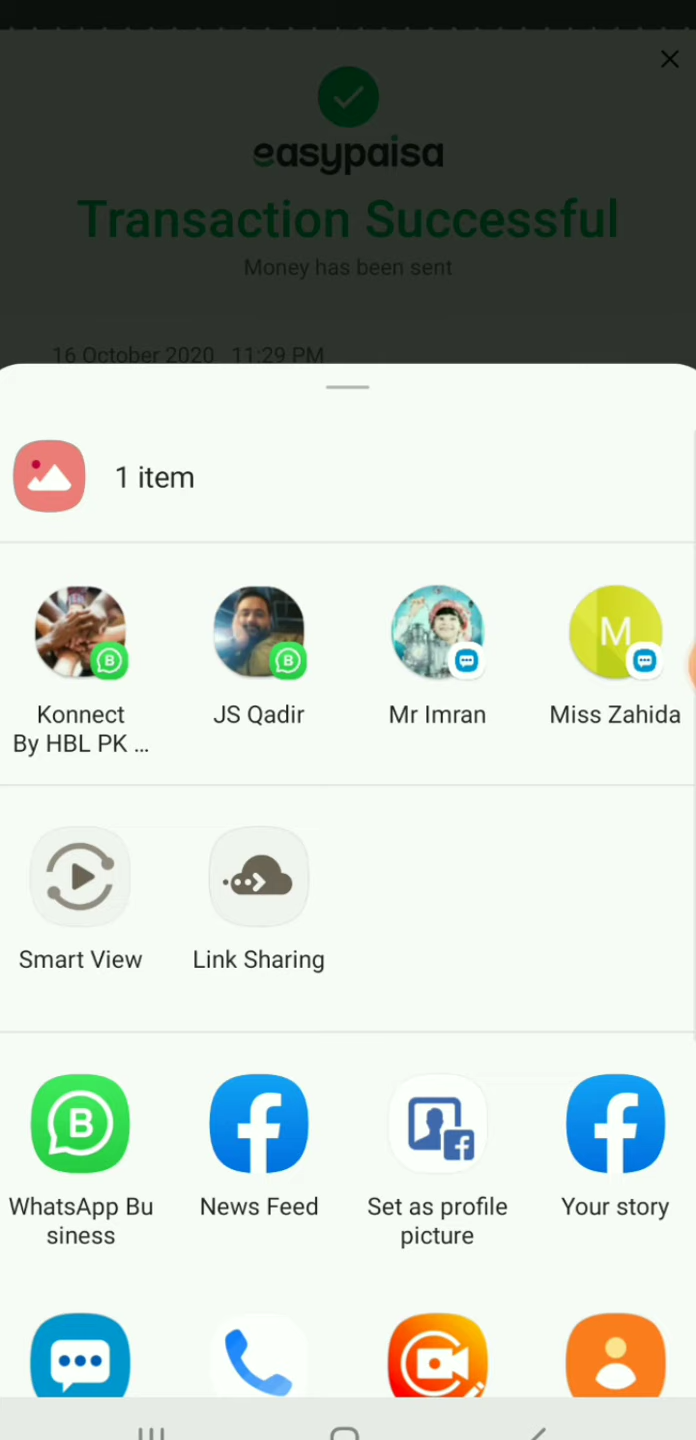 easypaisa
Transaction Successful
Money has been sent
16 October 2020 11:29 PM
1 item
Konnect
By HBL PK ...
JS Qadir
Mr Imran
M
Miss Zahida
Smart View
Link Sharing
B
WhatsApp Bu
siness
News Feed
Set as profile
picture
Your story